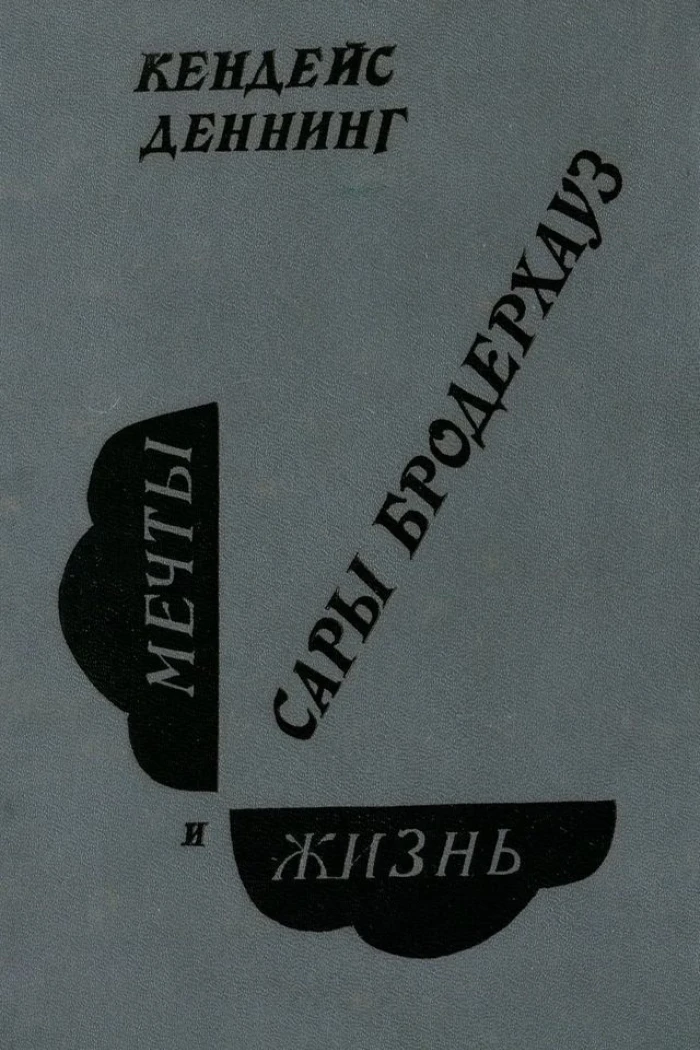 КЕНДЕЙС
ДЕННИНГ
МЕЧТЫ
и
ЖИЗНЬ
САРЫ БРОДЕРХАУЗ